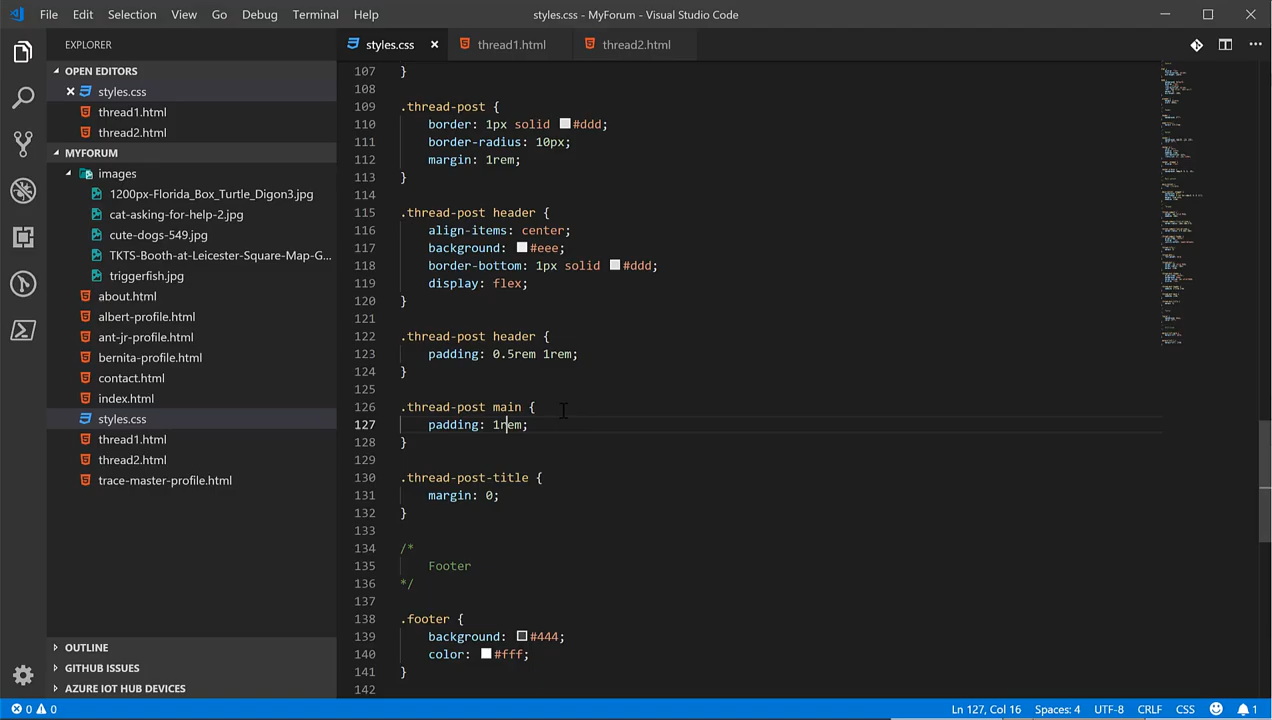 File Edit Selection View Go Debug Terminal Help
styles.css - MyForum - Visual Studio Code
EXPLORER
OPEN EDITORS
styles.css
thread1.html
thread2.html
MYFORUM
images
1200px-Florida_Box_Turtle_Digon3.jpg
cat-asking-for-help-2.jpg
cute-dogs-549.jpg
TKTS-Booth-at-Leicester-Square-Map-G...
triggerfish.jpg
about.html
albert-profile.html
ant-jr-profile.html
bernita-profile.html
contact.html
index.html
styles.css
thread1.html
thread2.html
trace-master-profile.html
OUTLINE
GITHUB ISSUES
AZURE IOT HUB DEVICES
styles.css thread1.html thread2.html
107 }
108
109 .thread-post {
110 border: 1px solid #ddd;
111 border-radius: 10px;
112 margin: 1rem;
113 }
114
115 .thread-post header {
116 align-items: center;
117 background: #eee;
118 border-bottom: 1px solid #ddd;
119 display: flex;
120 }
121
122 .thread-post header {
123 padding: 0.5rem 1rem;
124 }
125
126 .thread-post main {
127 padding: 1rem;
128 }
129
130 .thread-post-title {
131 margin: 0;
132 }
133
134 /*
135 Footer
136 */
137
138 .footer {
139 background: #444;
140 color: #fff;
141 }
142
0 0 Ln 127, Col 16 Spaces: 4 UTF-8 CRLF CSS 1